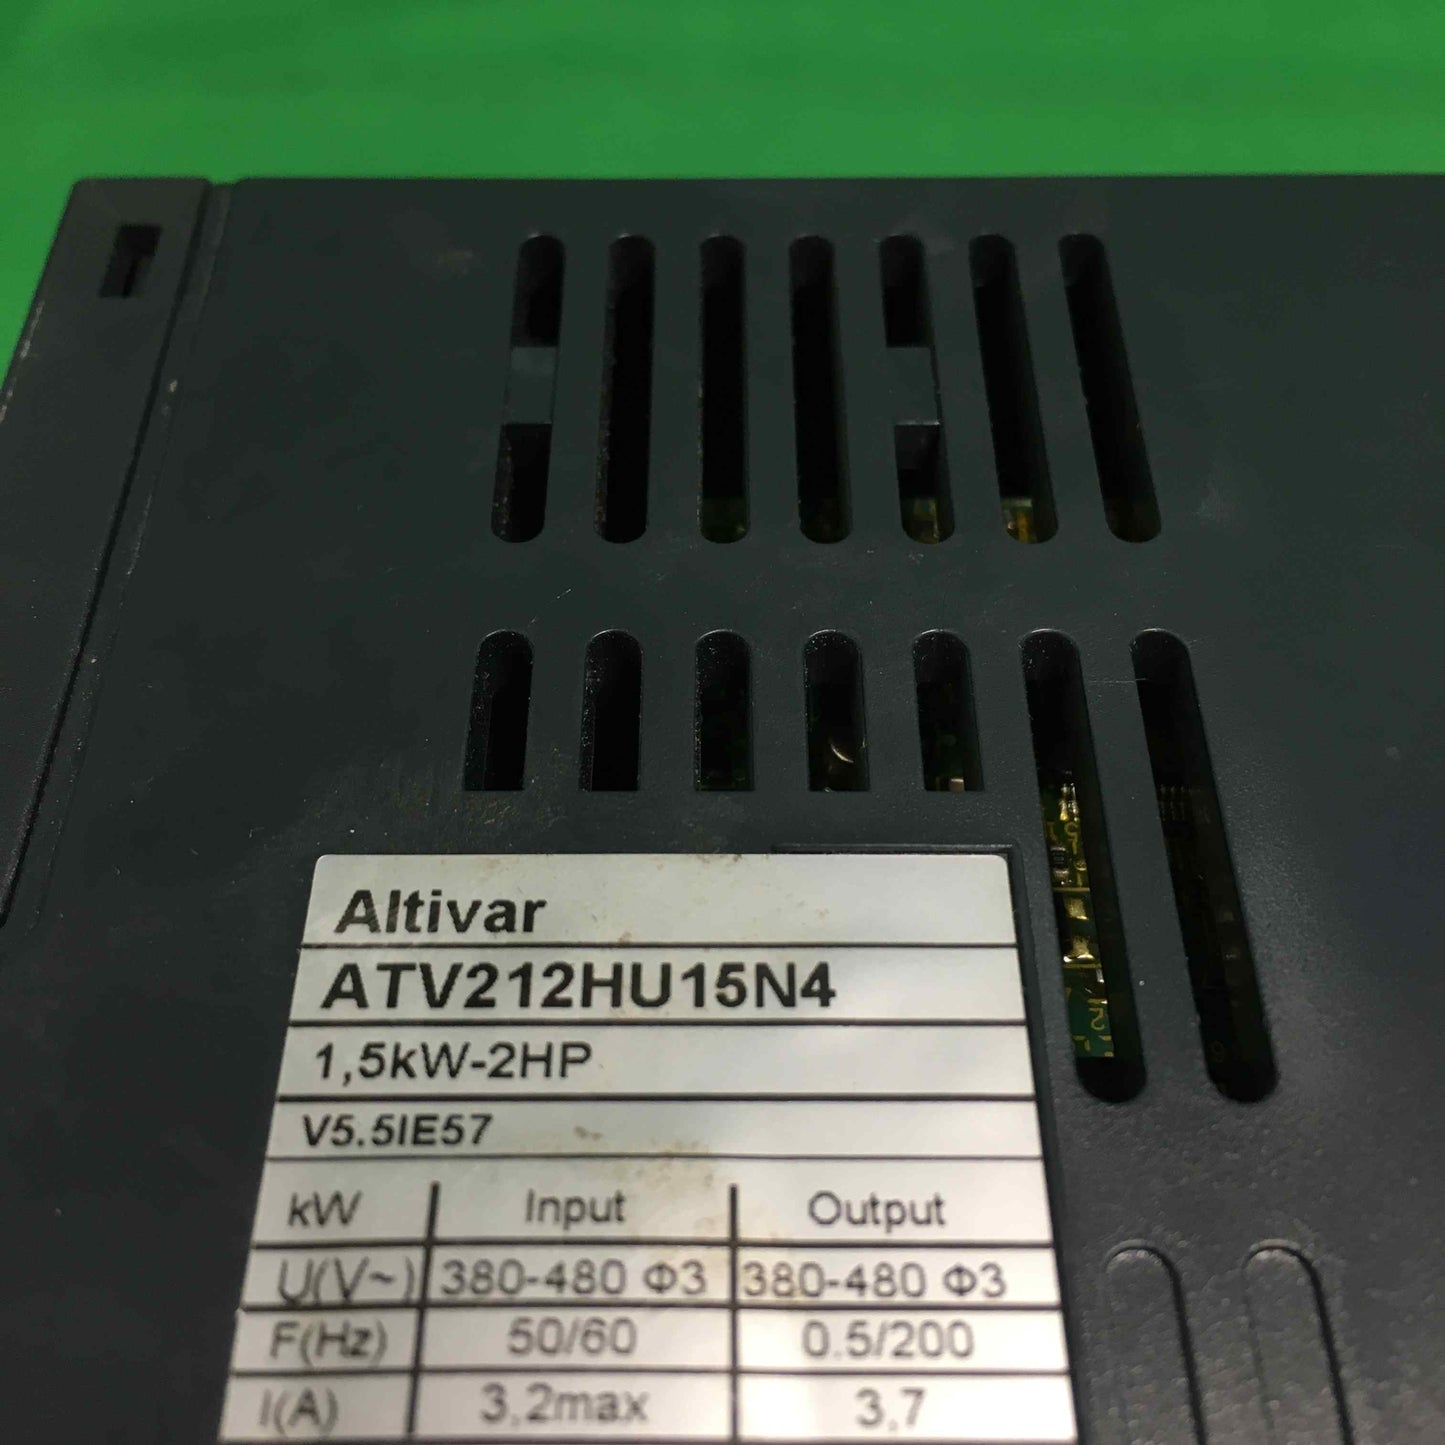 Altivar
ATV212HU15N4
1,5kW-2HP
V5.5IE57
kW Input Output
U(V~) 380-480 Φ3 380-480 Φ3
F(Hz) 50/60 0.5/200
I(A) 3,2max 3,7